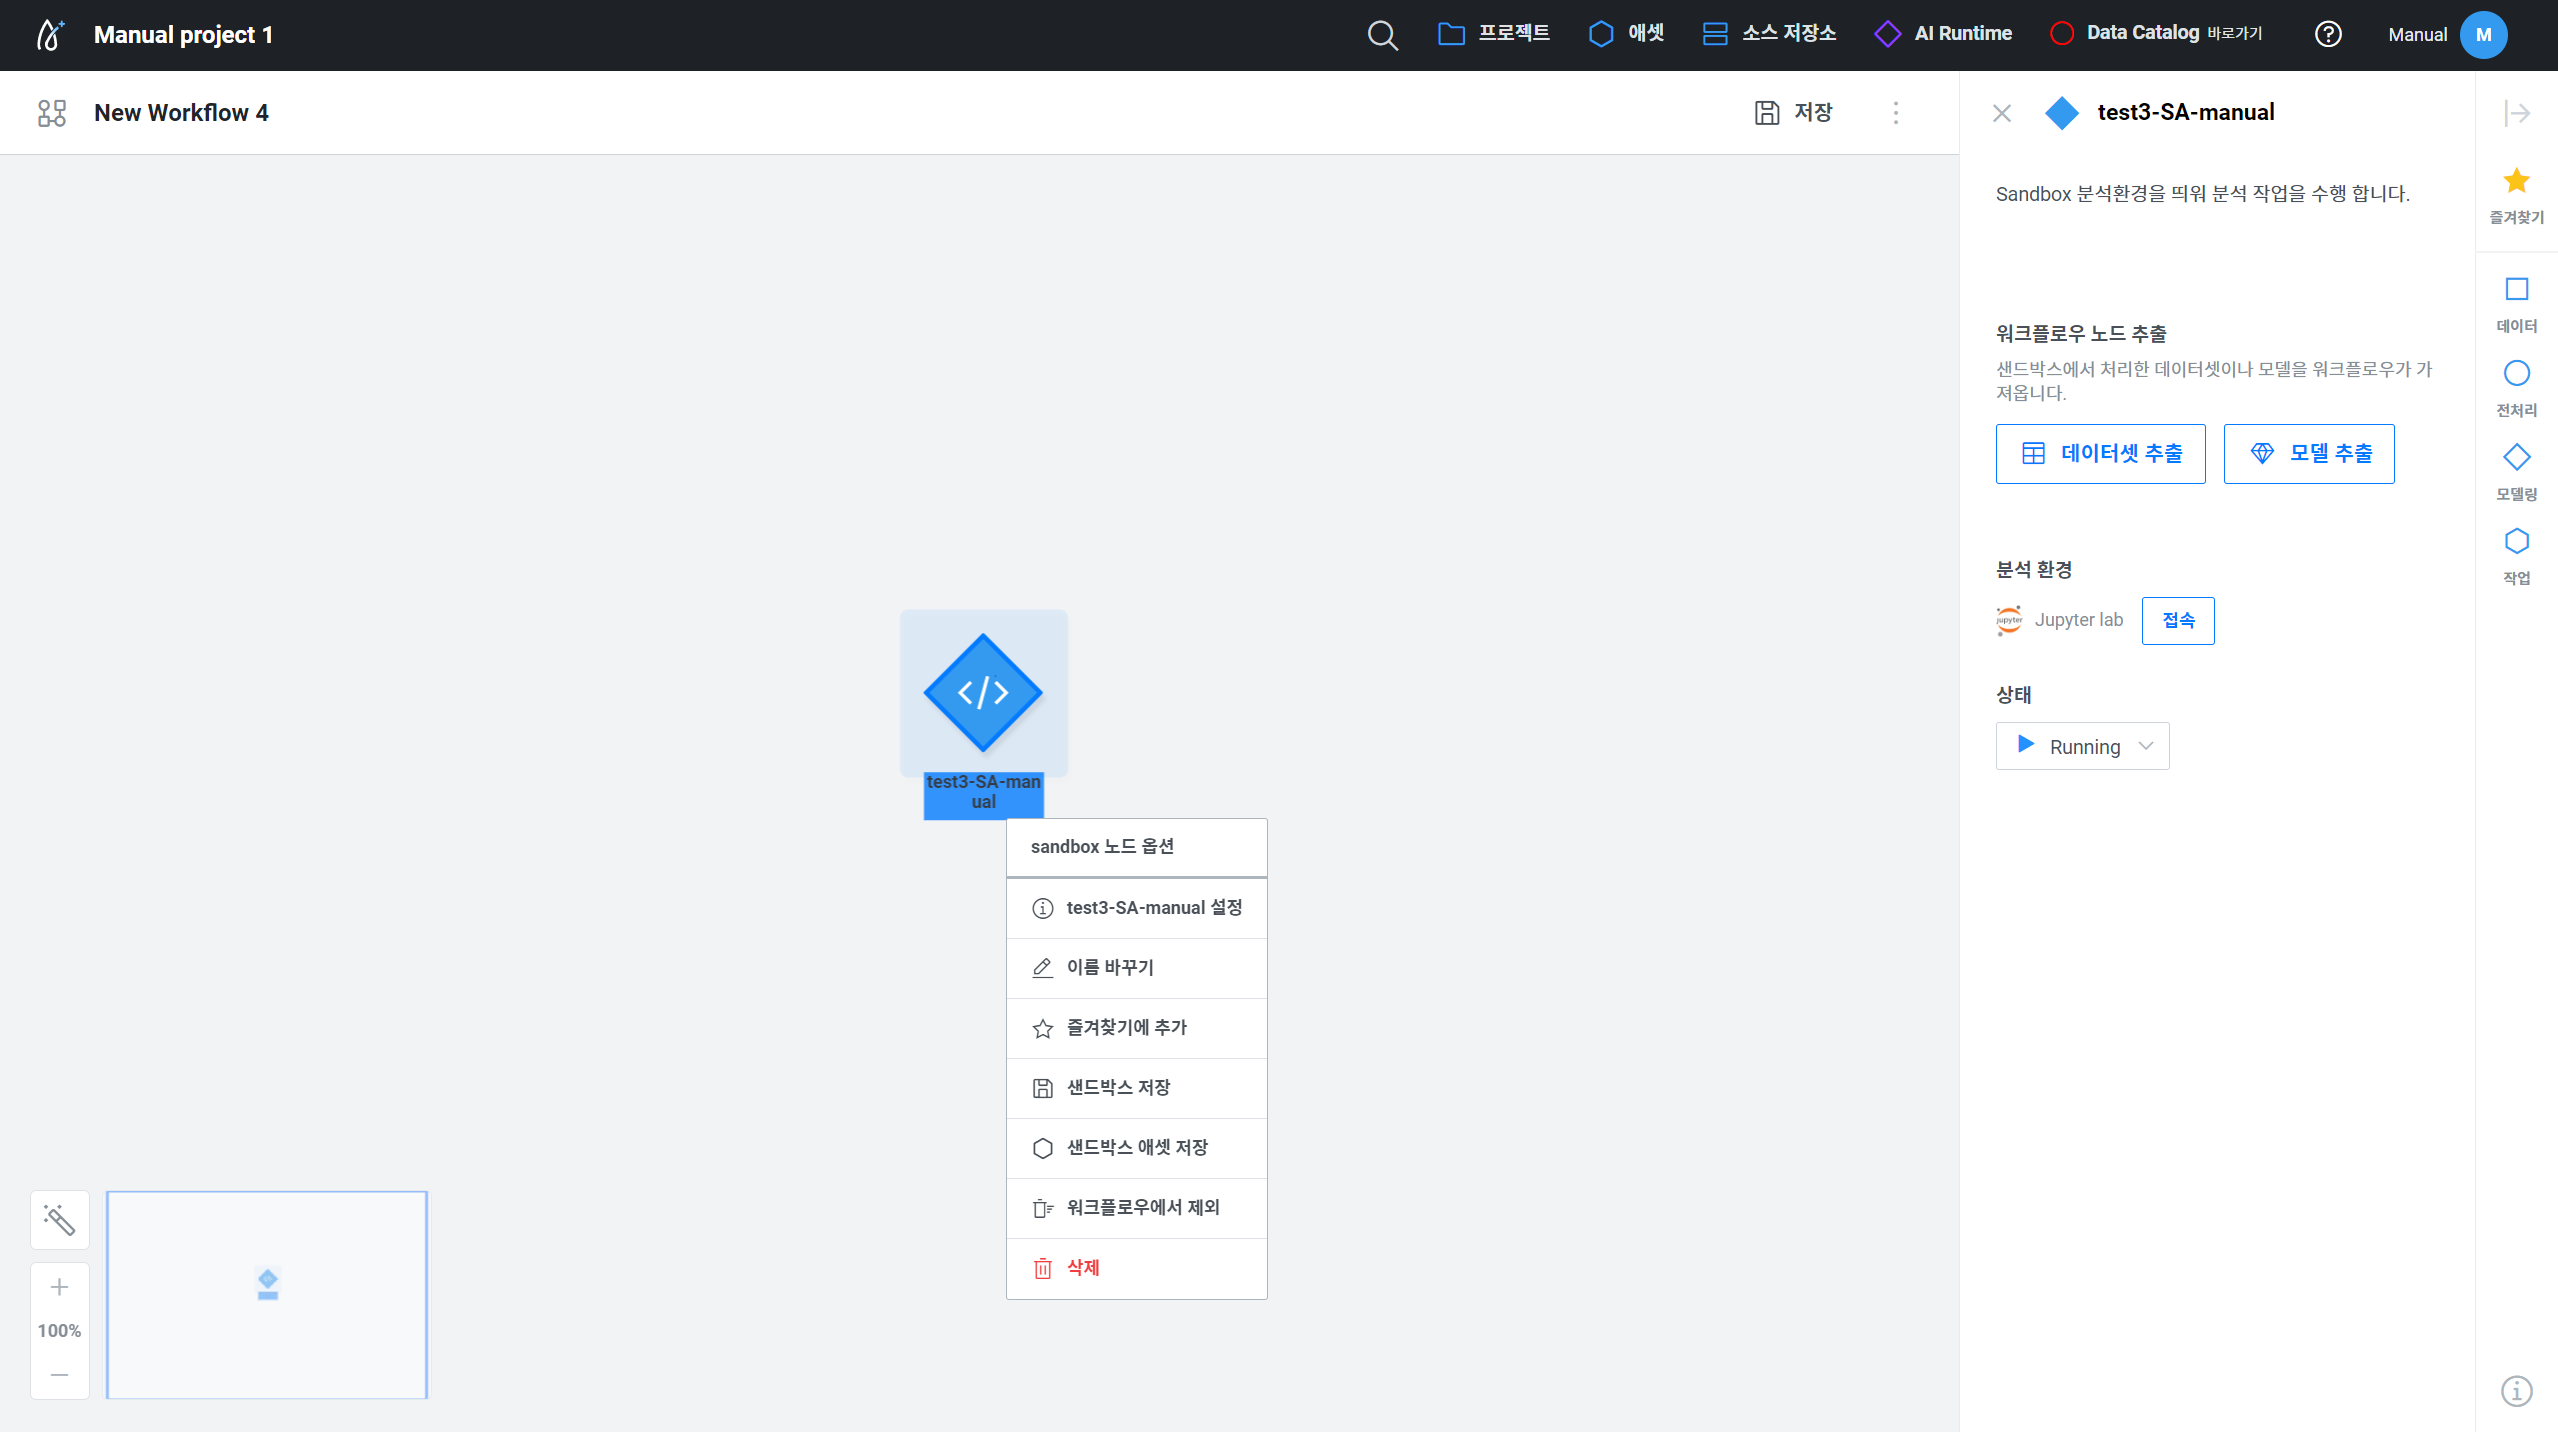 Manual project 1
프로젝트
애셋
소스 저장소
AI Runtime
Data Catalog 바로가기
Manual
M
New Workflow 4
저장
test3-SA-manual
Sandbox 분석환경을 띄워 분석 작업을 수행 합니다.
워크플로우 노드 추출
샌드박스에서 처리한 데이터셋이나 모델을 워크플로우가 가
져옵니다.
데이터셋 추출
모델 추출
분석 환경
jupyter
Jupyter lab
접속
상태
Running
즐겨찾기
데이터
전처리
모델링
작업
test3-SA-man
ual
sandbox 노드 옵션
test3-SA-manual 설정
이름 바꾸기
즐겨찾기에 추가
샌드박스 저장
샌드박스 애셋 저장
워크플로우에서 제외
삭제
100%